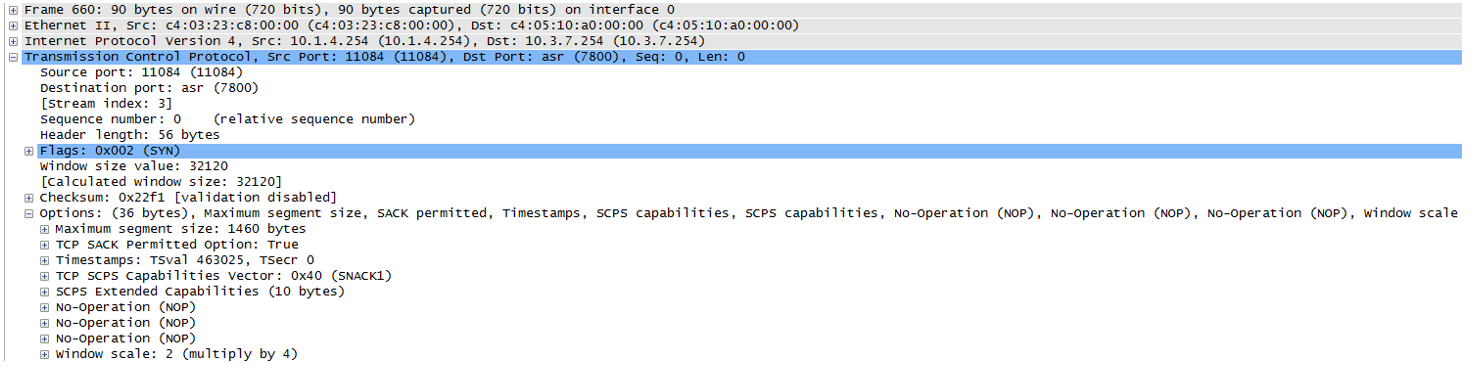 Frame 660: 90 bytes on wire (720 bits), 90 bytes captured (720 bits) on interface 0
Ethernet II, Src: c4:03:23:c8:00:00 (c4:03:23:c8:00:00), Dst: c4:05:10:a0:00:00 (c4:05:10:a0:00:00)
Internet Protocol Version 4, Src: 10.1.4.254 (10.1.4.254), Dst: 10.3.7.254 (10.3.7.254)
Transmission Control Protocol, Src Port: 11084 (11084), Dst Port: asr (7800), Seq: 0, Len: 0
Source port: 11084 (11084)
Destination port: asr (7800)
[Stream index: 3]
Sequence number: 0    (relative sequence number)
Header length: 56 bytes
Flags: 0x002 (SYN)
Window size value: 32120
[Calculated window size: 32120]
Checksum: 0x22f1 [validation disabled]
Options: (36 bytes), Maximum segment size, SACK permitted, Timestamps, SCPS capabilities, SCPS capabilities, No-Operation (NOP), No-Operation (NOP), No-Operation (NOP), Window scale
Maximum segment size: 1460 bytes
TCP SACK Permitted Option: True
Timestamps: TSval 463025, TSecr 0
TCP SCPS Capabilities Vector: 0x40 (SNACK1)
SCPS Extended Capabilities (10 bytes)
No-Operation (NOP)
No-Operation (NOP)
No-Operation (NOP)
Window scale: 2 (multiply by 4)